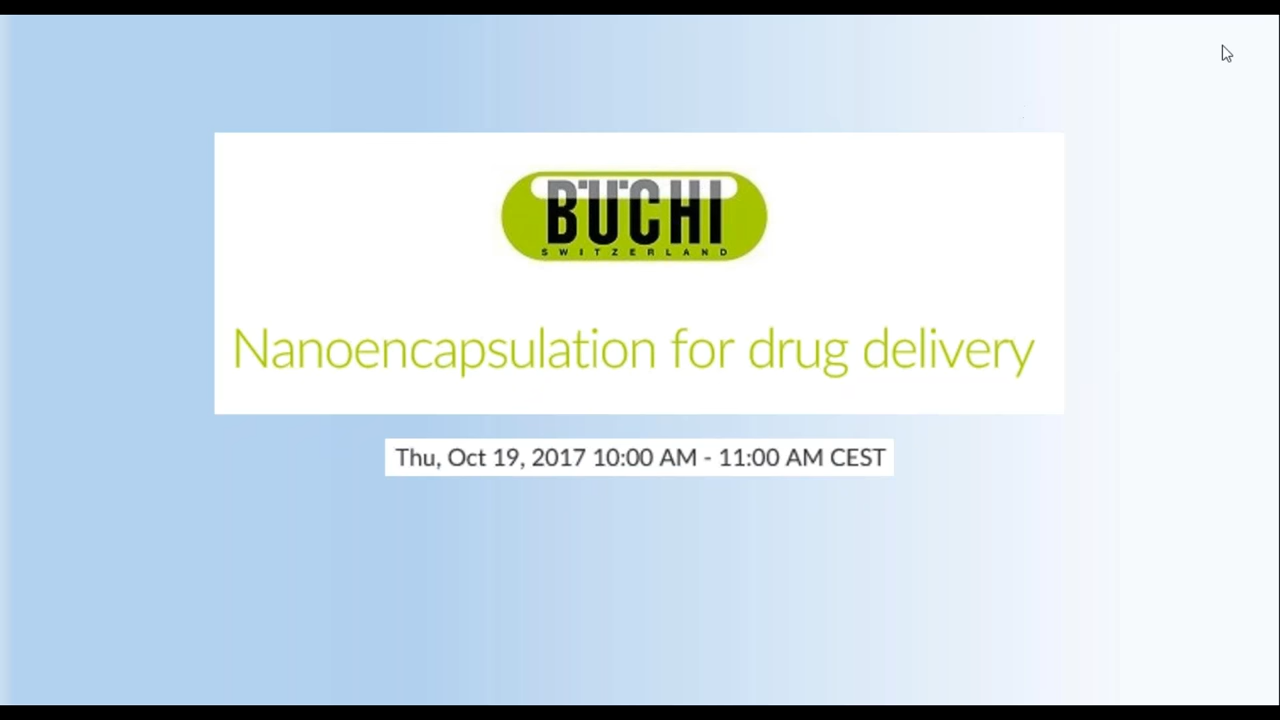 BÜCHI
SWITZERLAND
Nanoencapsulation for drug delivery
Thu, Oct 19, 2017 10:00 AM - 11:00 AM CEST